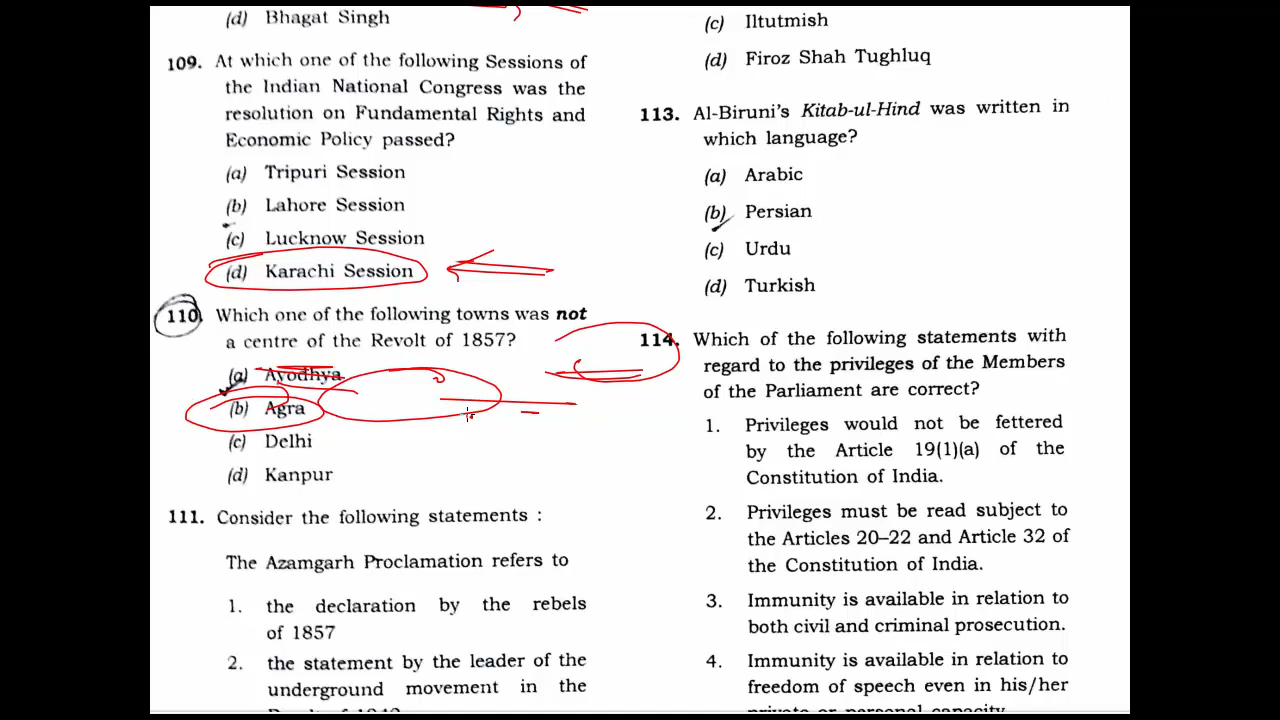 (d) Bhagat Singh
109. At which one of the following Sessions of
the Indian National Congress was the
resolution on Fundamental Rights and
Economic Policy passed?
(a) Tripuri Session
(b) Lahore Session
(c) Lucknow Session
(d) Karachi Session
110. Which one of the following towns was not
a centre of the Revolt of 1857?
(a) Ayodhya
(b) Agra
(c) Delhi
(d) Kanpur
111. Consider the following statements :
The Azamgarh Proclamation refers to
1. the declaration by the rebels
of 1857
2. the statement by the leader of the
underground movement in the
(c) Iltutmish
(d) Firoz Shah Tughluq
113. Al-Biruni's Kitab-ul-Hind was written in
which language?
(a) Arabic
(b) Persian
(c) Urdu
(d) Turkish
114. Which of the following statements with
regard to the privileges of the Members
of the Parliament are correct?
1. Privileges would not be fettered
by the Article 19(1)(a) of the
Constitution of India.
2. Privileges must be read subject to
the Articles 20–22 and Article 32 of
the Constitution of India.
3. Immunity is available in relation to
both civil and criminal prosecution.
4. Immunity is available in relation to
freedom of speech even in his/her
private or personal capacity